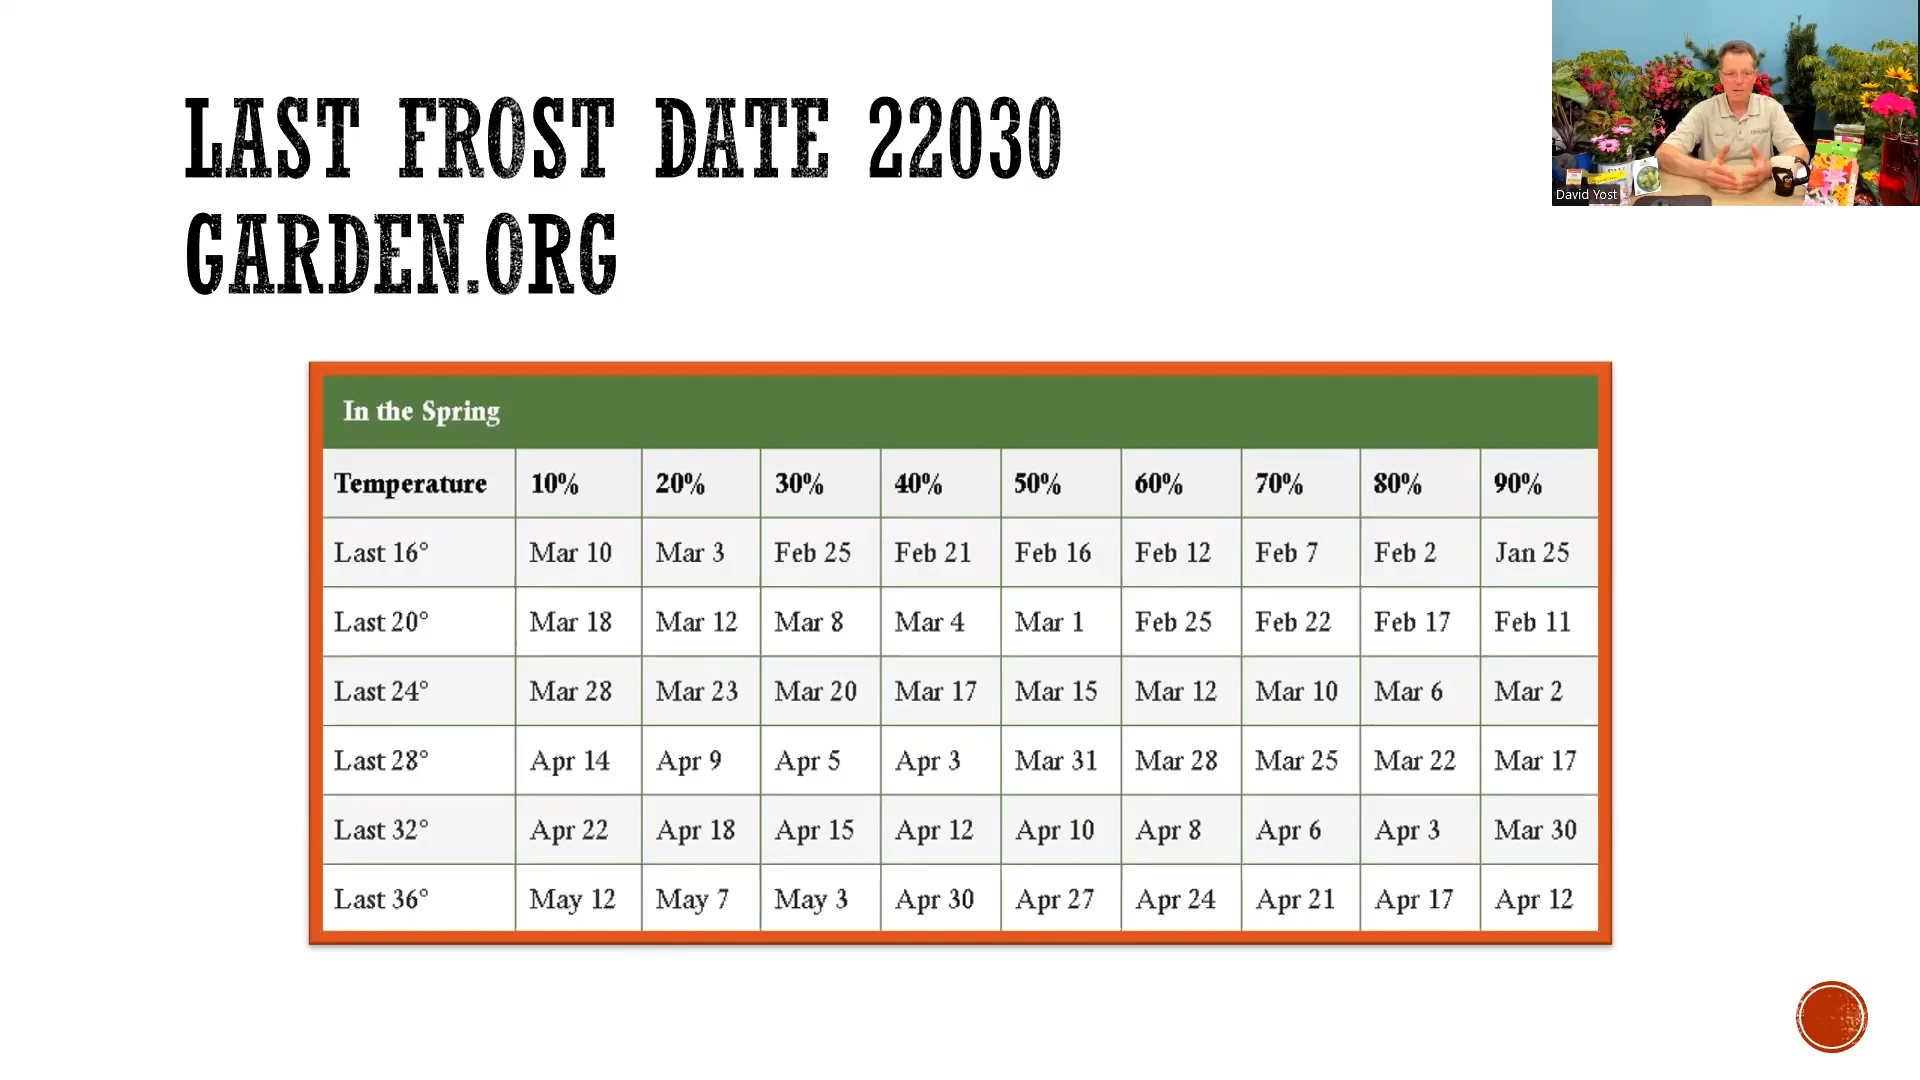 LAST FROST DATE 22030
GARDEN.ORG
David Yost
In the Spring
Temperature 10% 20% 30% 40% 50% 60% 70% 80% 90%
Last 16° Mar 10 Mar 3 Feb 25 Feb 21 Feb 16 Feb 12 Feb 7 Feb 2 Jan 25
Last 20° Mar 18 Mar 12 Mar 8 Mar 4 Mar 1 Feb 25 Feb 22 Feb 17 Feb 11
Last 24° Mar 28 Mar 23 Mar 20 Mar 17 Mar 15 Mar 12 Mar 10 Mar 6 Mar 2
Last 28° Apr 14 Apr 9 Apr 5 Apr 3 Mar 31 Mar 28 Mar 25 Mar 22 Mar 17
Last 32° Apr 22 Apr 18 Apr 15 Apr 12 Apr 10 Apr 8 Apr 6 Apr 3 Mar 30
Last 36° May 12 May 7 May 3 Apr 30 Apr 27 Apr 24 Apr 21 Apr 17 Apr 12